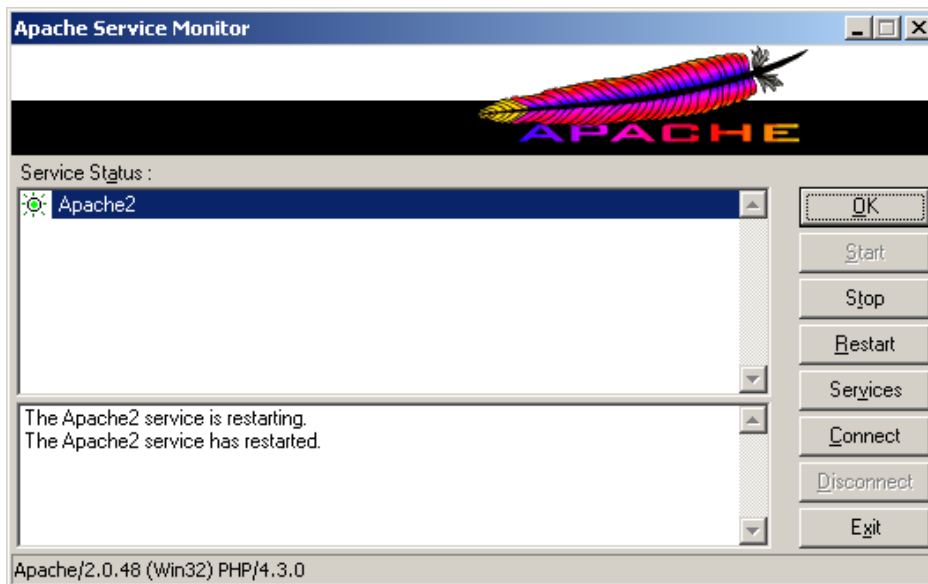 Apache Service Monitor
APACHE
Service Status :
Apache2
OK
Start
Stop
Restart
Services
Connect
Disconnect
Exit
The Apache2 service is restarting.
The Apache2 service has restarted.
Apache/2.0.48 (Win32) PHP/4.3.0